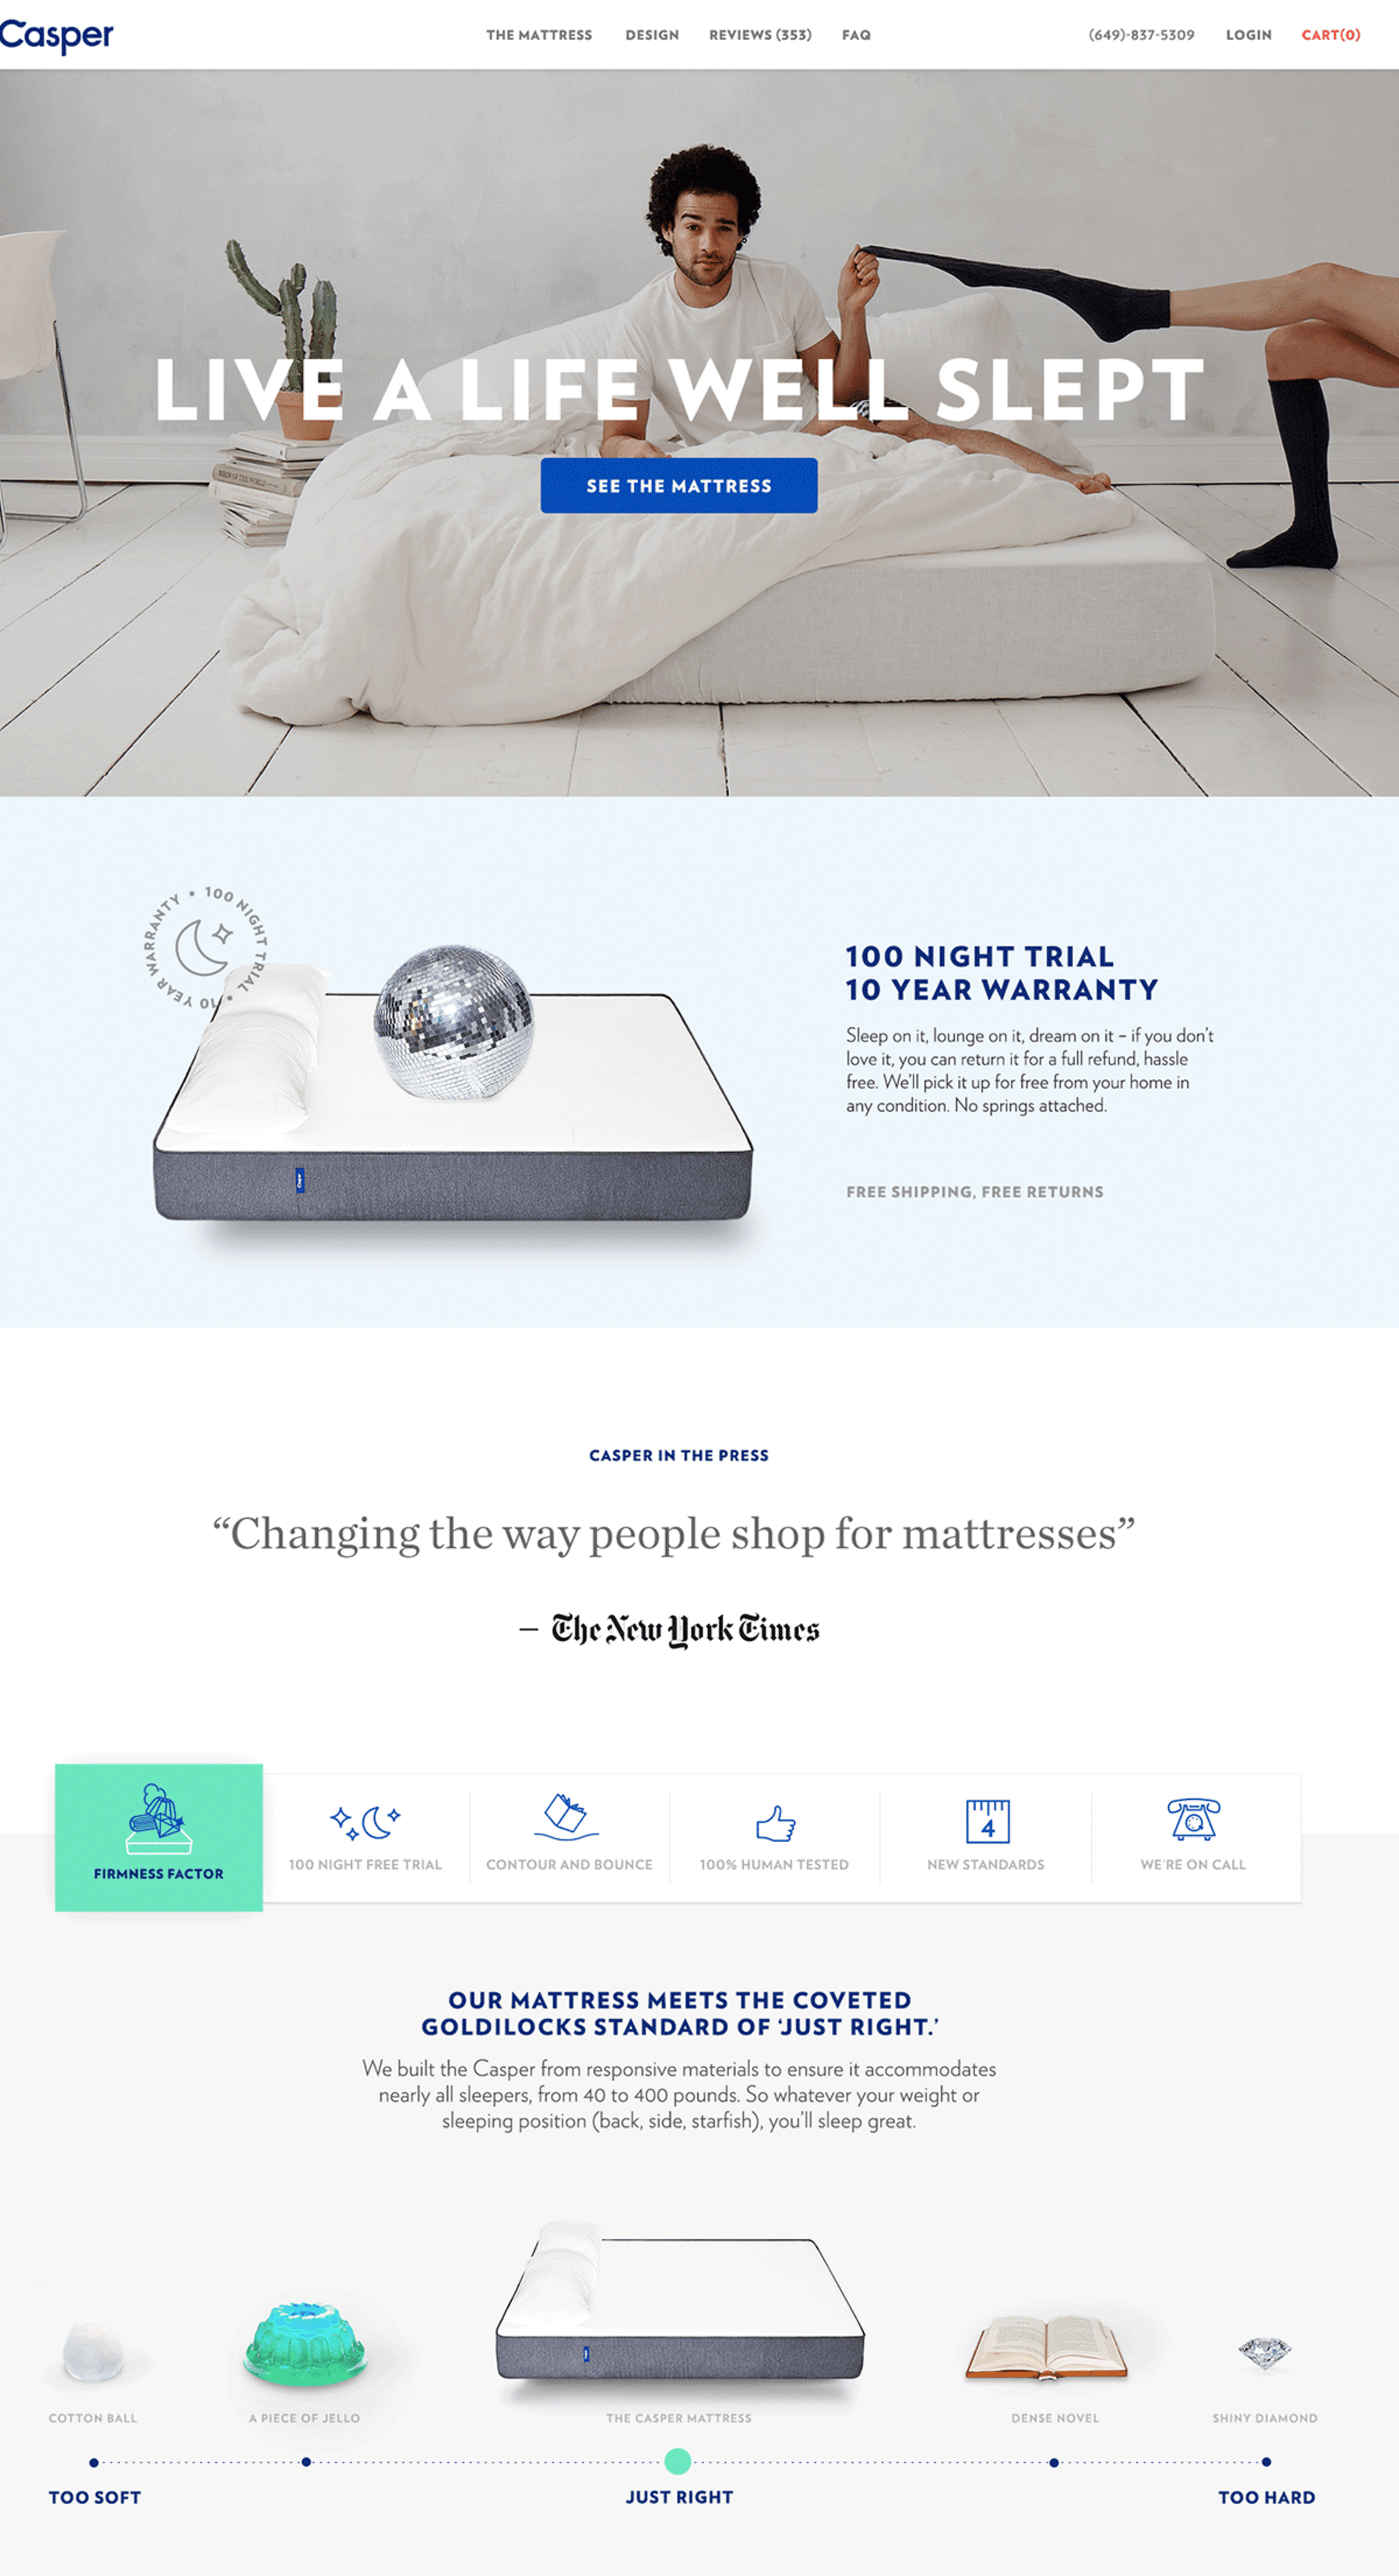 Casper
THE MATTRESS DESIGN REVIEWS (353) FAQ (649)-837-5309 LOGIN CART(0)
LIVE A LIFE WELL SLEPT
BIRDS OF THE WORLD
SEE THE MATTRESS
100 NIGHT TRIAL • 10 YEAR WARRANTY •
Casper
100 NIGHT TRIAL
10 YEAR WARRANTY
Sleep on it, lounge on it, dream on it – if you don’t
love it, you can return it for a full refund, hassle
free. We’ll pick it up for free from your home in
any condition. No springs attached.
FREE SHIPPING, FREE RETURNS
CASPER IN THE PRESS
“Changing the way people shop for mattresses”
— The New York Times
FIRMNESS FACTOR
100 NIGHT FREE TRIAL
CONTOUR AND BOUNCE
100% HUMAN TESTED
4
NEW STANDARDS
WE’RE ON CALL
OUR MATTRESS MEETS THE COVETED
GOLDILOCKS STANDARD OF ‘JUST RIGHT.’
We built the Casper from responsive materials to ensure it accommodates
nearly all sleepers, from 40 to 400 pounds. So whatever your weight or
sleeping position (back, side, starfish), you’ll sleep great.
COTTON BALL
A PIECE OF JELLO
THE CASPER MATTRESS
DENSE NOVEL
SHINY DIAMOND
TOO SOFT
JUST RIGHT
TOO HARD